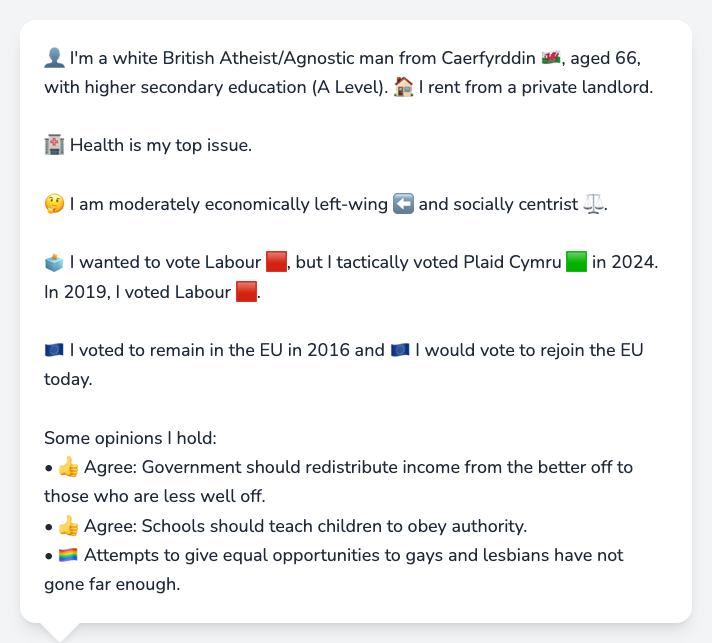 👤 I'm a white British Atheist/Agnostic man from Caerfyrddin 🏴󠁧󠁢󠁷󠁬󠁳󠁿, aged 66,
with higher secondary education (A Level). 🏠 I rent from a private landlord.
🏥 Health is my top issue.
🤔 I am moderately economically left-wing ⬅️ and socially centrist ⚖️.
🗳️ I wanted to vote Labour 🟥, but I tactically voted Plaid Cymru 🟩 in 2024.
In 2019, I voted Labour 🟥.
🇪🇺 I voted to remain in the EU in 2016 and 🇪🇺 I would vote to rejoin the EU
today.
Some opinions I hold:
• 👍 Agree: Government should redistribute income from the better off to
those who are less well off.
• 👍 Agree: Schools should teach children to obey authority.
• 🏳️‍🌈 Attempts to give equal opportunities to gays and lesbians have not
gone far enough.